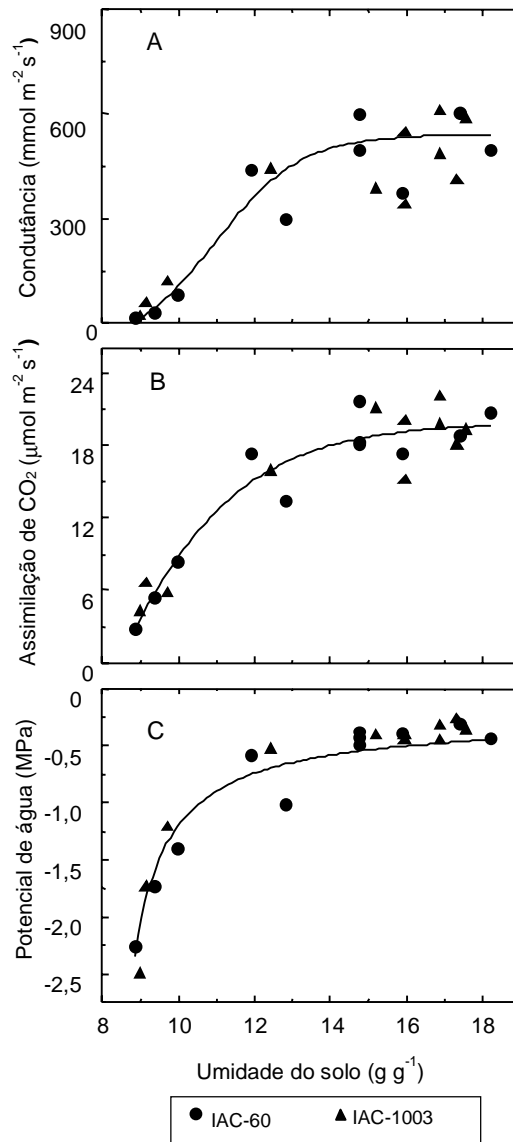 900
A
600
300
0
Condutância (mmol m⁻² s⁻¹)
24
B
18
12
6
0
Assimilação de CO₂ (μmol m⁻² s⁻¹)
0
C
-0,5
-1,0
-1,5
-2,0
-2,5
Potencial de água (MPa)
8 10 12 14 16 18
Umidade do solo (g g⁻¹)
IAC-60 IAC-1003